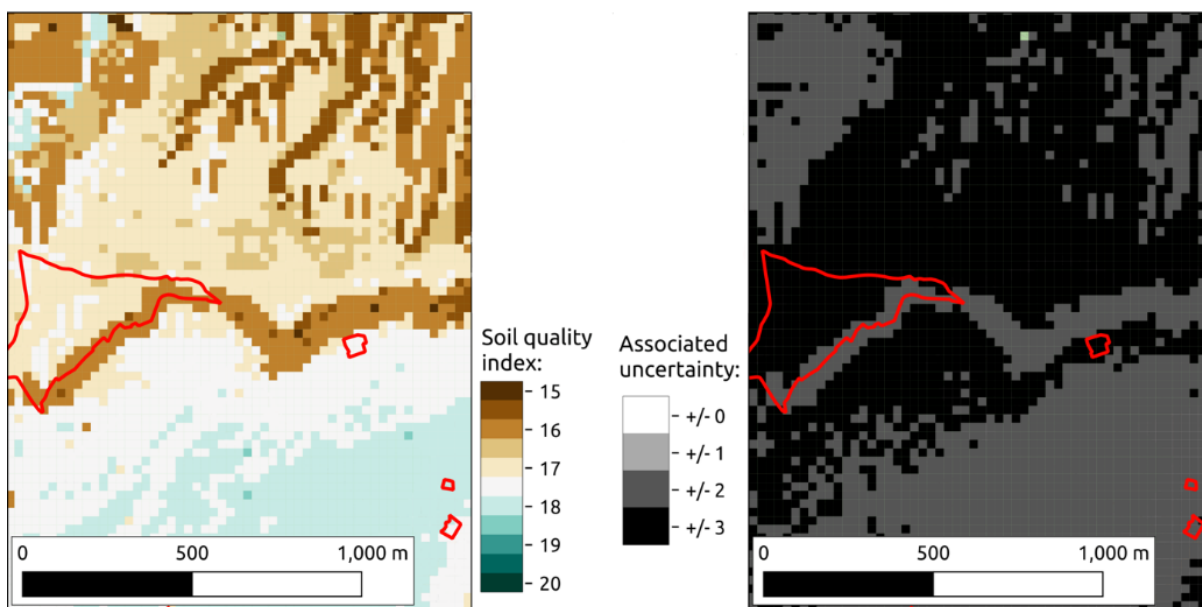 Soil quality
index:
15
16
17
18
19
20
Associated
uncertainty:
+/- 0
+/- 1
+/- 2
+/- 3
0 500 1,000 m
0 500 1,000 m